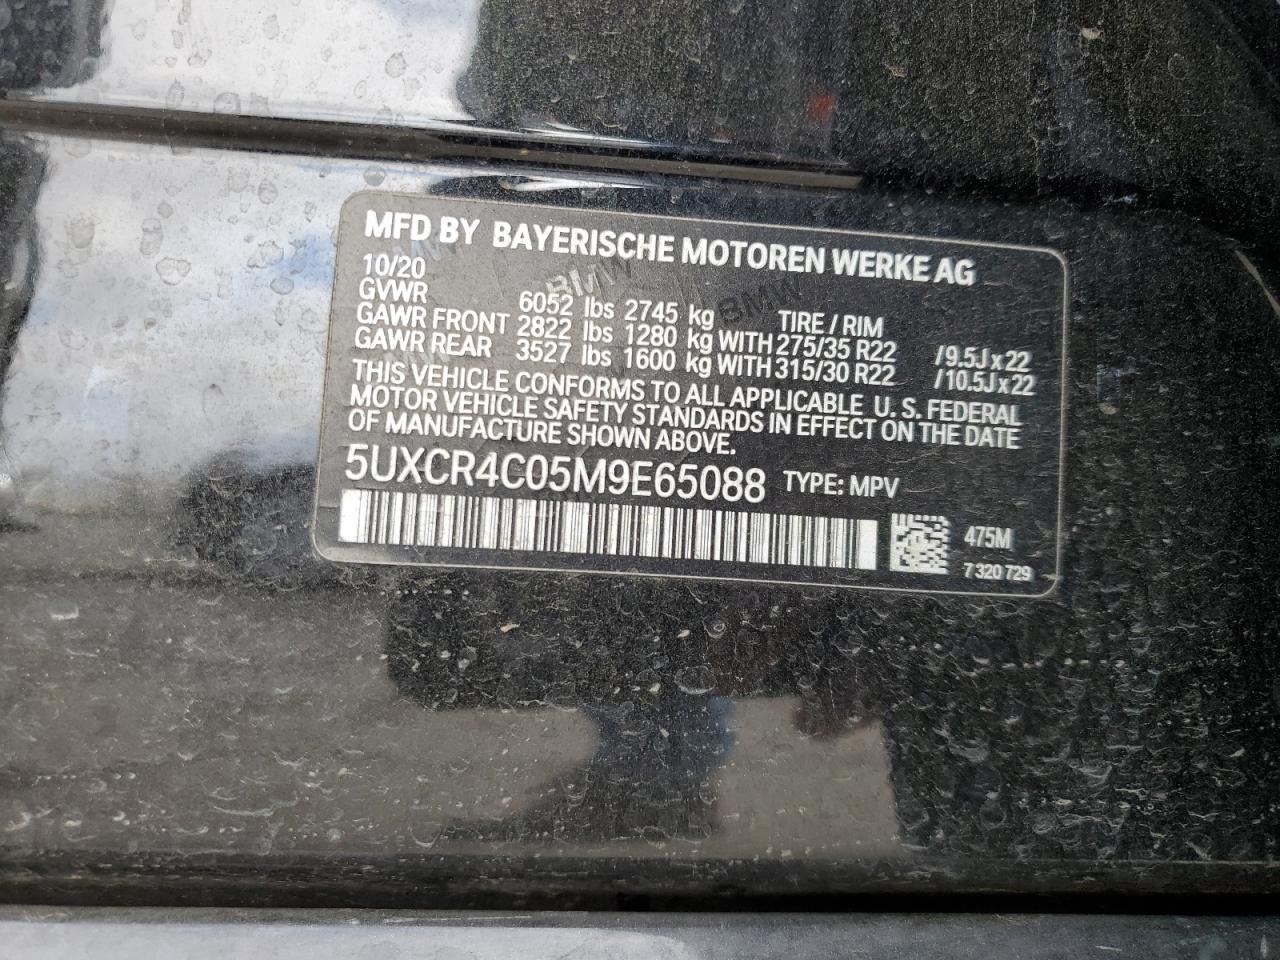 MFD BY BAYERISCHE MOTOREN WERKE AG
10/20
GVWR 6052 lbs 2745 kg TIRE / RIM
GAWR FRONT 2822 lbs 1280 kg WITH 275/35 R22 /9.5J x 22
GAWR REAR 3527 lbs 1600 kg WITH 315/30 R22 /10.5J x 22
THIS VEHICLE CONFORMS TO ALL APPLICABLE U. S. FEDERAL
MOTOR VEHICLE SAFETY STANDARDS IN EFFECT ON THE DATE
OF MANUFACTURE SHOWN ABOVE.
5UXCR4C05M9E65088 TYPE: MPV
475M
7 320 729
BMW
BMW